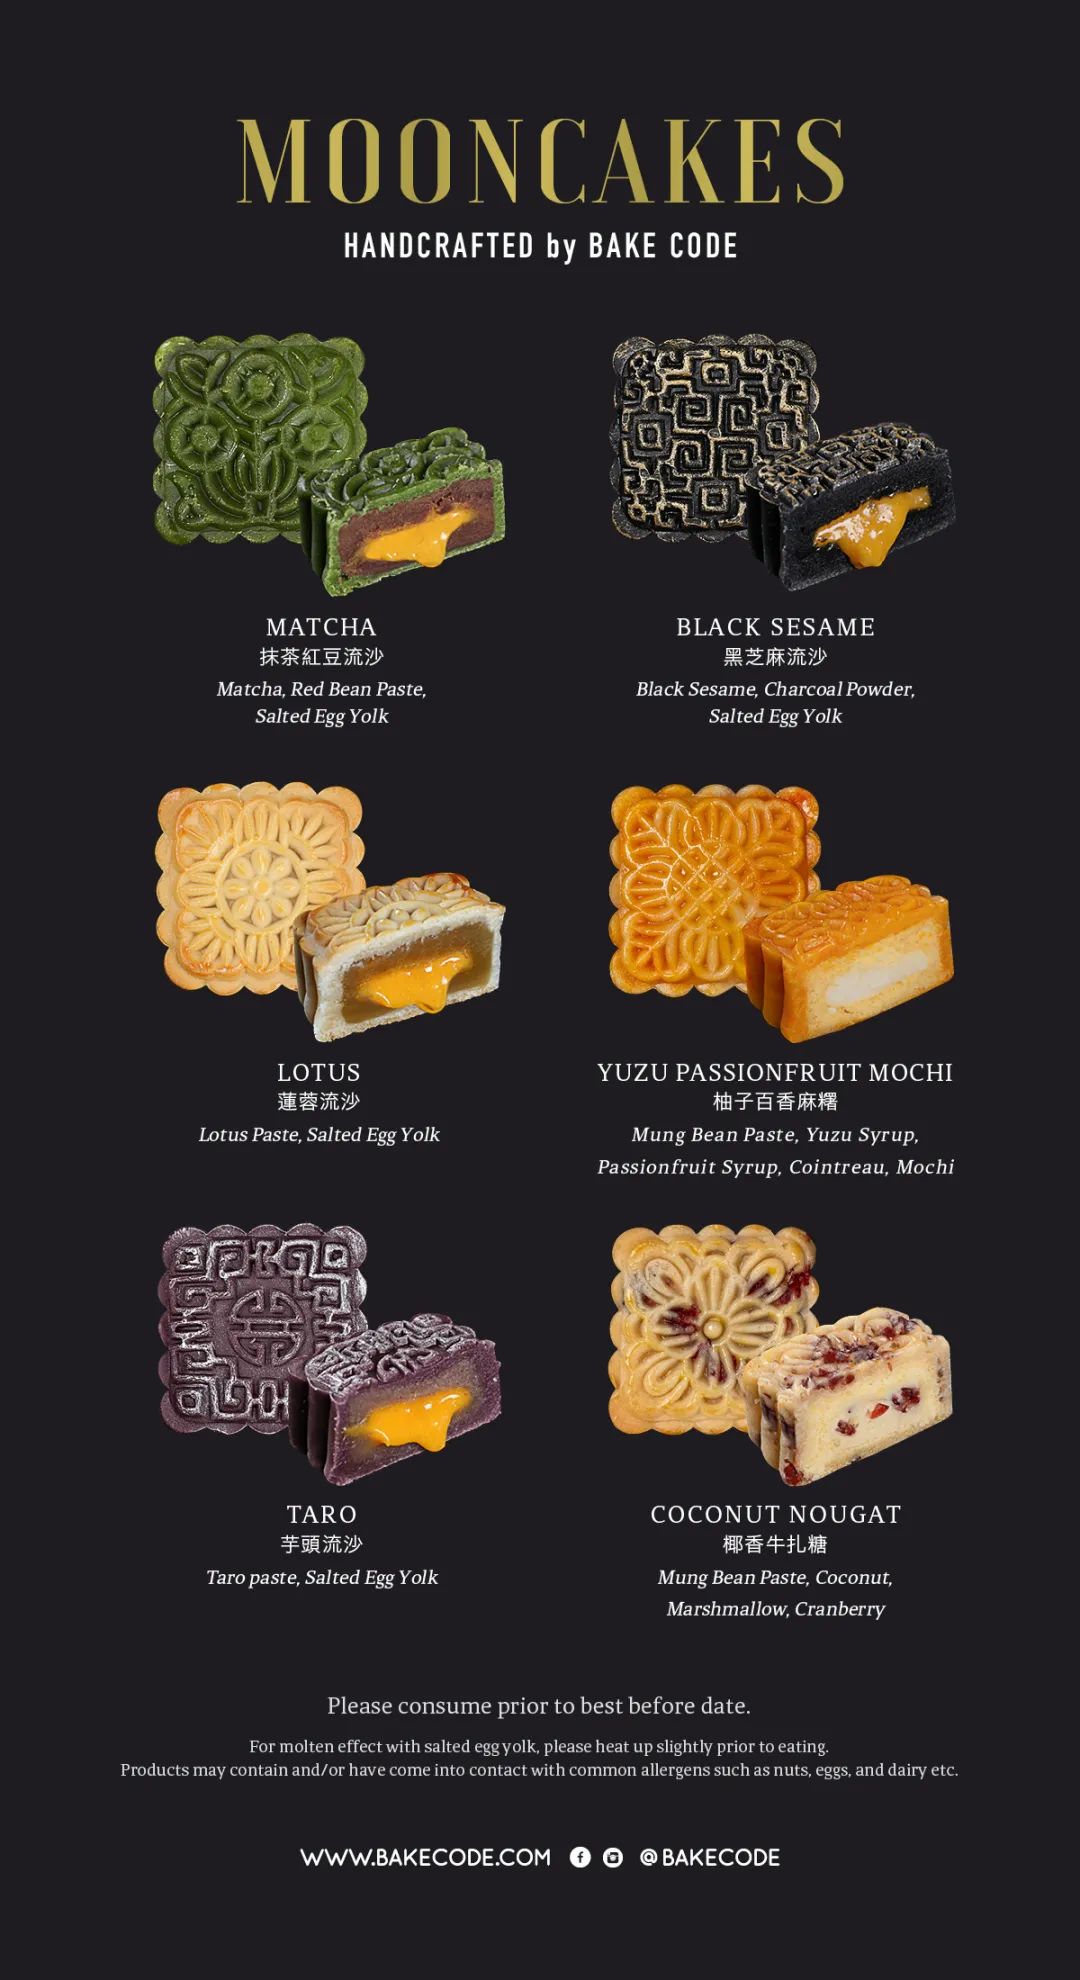 MOONCAKES
HANDCRAFTED by BAKE CODE
MATCHA
抹茶紅豆流沙
Matcha, Red Bean Paste,
Salted Egg Yolk
BLACK SESAME
黑芝麻流沙
Black Sesame, Charcoal Powder,
Salted Egg Yolk
LOTUS
蓮蓉流沙
Lotus Paste, Salted Egg Yolk
YUZU PASSIONFRUIT MOCHI
柚子百香麻糬
Mung Bean Paste, Yuzu Syrup,
Passionfruit Syrup, Cointreau, Mochi
TARO
芋頭流沙
Taro paste, Salted Egg Yolk
COCONUT NOUGAT
椰香牛扎糖
Mung Bean Paste, Coconut,
Marshmallow, Cranberry
Please consume prior to best before date.
For molten effect with salted egg yolk, please heat up slightly prior to eating.
Products may contain and/or have come into contact with common allergens such as nuts, eggs, and dairy etc.
WWW.BAKECODE.COM @BAKECODE